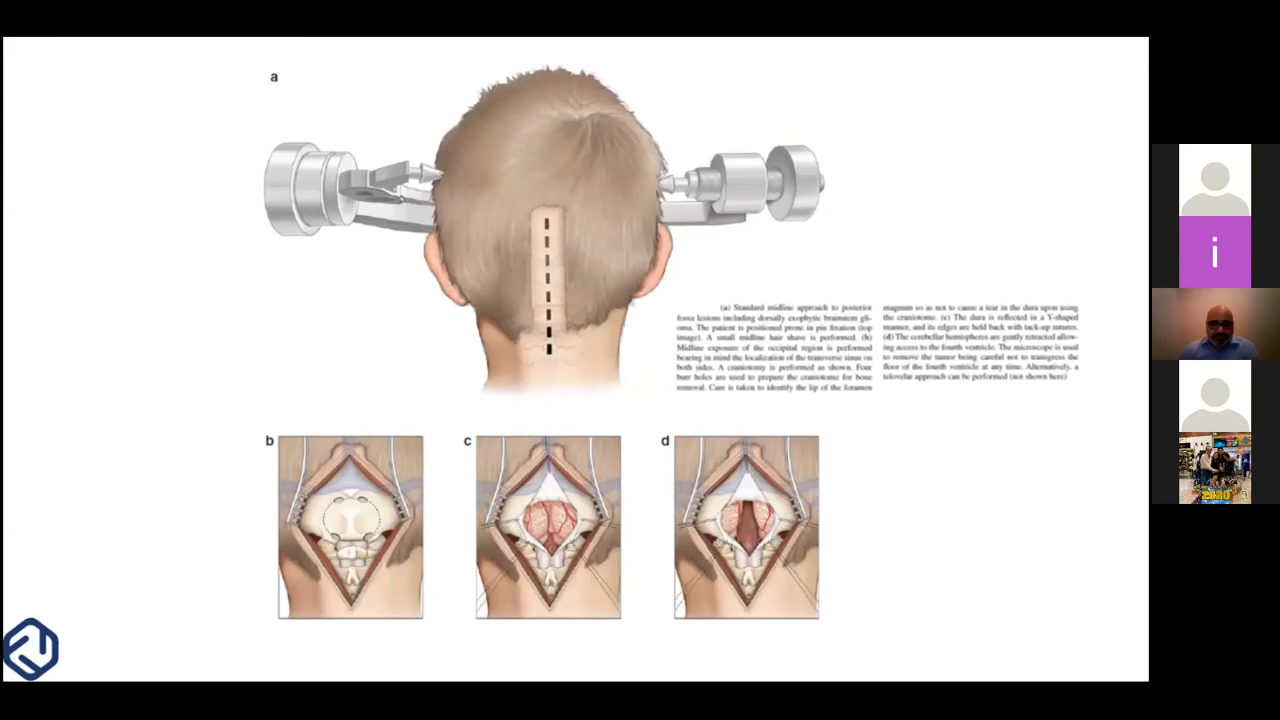 a
(a) Standard midline approach to posterior
fossa lesions including dorsally exophytic brainstem gli-
oma. The patient is positioned prone in pin fixation (top
image). A small midline hair shave is performed. (b)
Midline exposure of the occipital region is performed
bearing in mind the localization of the transverse sinus on
both sides. A craniotomy is performed as shown. Four
burr holes are used to prepare the craniotome for bone
removal. Care is taken to identify the lip of the foramen
magnum so as not to cause a tear in the dura upon using
the craniotome. (c) The dura is reflected in a Y-shaped
manner, and its edges are held back with tack-up sutures.
(d) The cerebellar hemispheres are gently retracted allow-
ing access to the fourth ventricle. The microscope is used
to remove the tumor being careful not to transgress the
floor of the fourth ventricle at any time. Alternatively, a
telovelar approach can be performed (not shown here)
b
c
d
i
2020